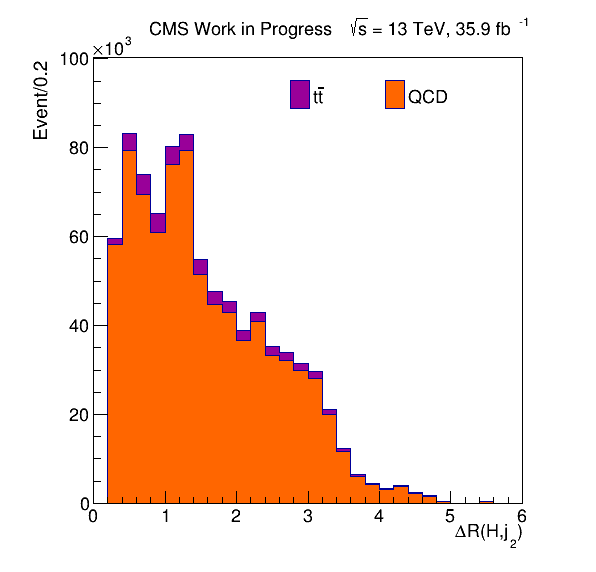 CMS Work in Progress √s = 13 TeV, 35.9 fb⁻¹
×10³
Event/0.2
tt̄ QCD
100
80
60
40
20
0
0 1 2 3 4 5 6
ΔR(H,j₂)